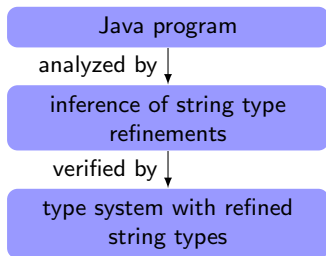 Java program
analyzed by
inference of string type
refinements
verified by
type system with refined
string types